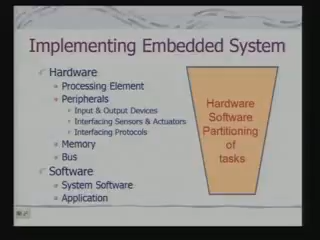 Implementing Embedded System
Hardware
Processing Element
Peripherals
Input & Output Devices
Interfacing Sensors & Actuators
Interfacing Protocols
Memory
Bus
Software
System Software
Application
Hardware
Software
Partitioning
of
tasks